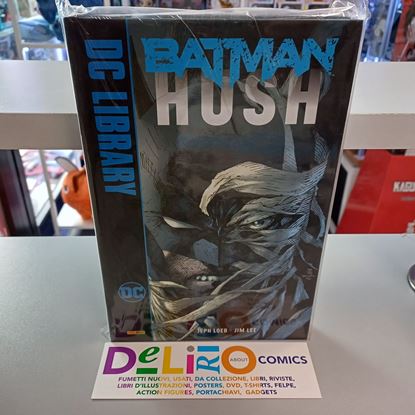 DC LIBRARY
BATMAN
HUSH
DC
JEPH LOEB - JIM LEE
DeLiRiO
ABOUT
COMICS
FUMETTI NUOVI, USATI, DA COLLEZIONE, LIBRI, RIVISTE,
LIBRI D'ILLUSTRAZIONI, POSTERS, DVD, T-SHIRTS, FELPE,
ACTION FIGURES, PORTACHIAVI, GADGETS